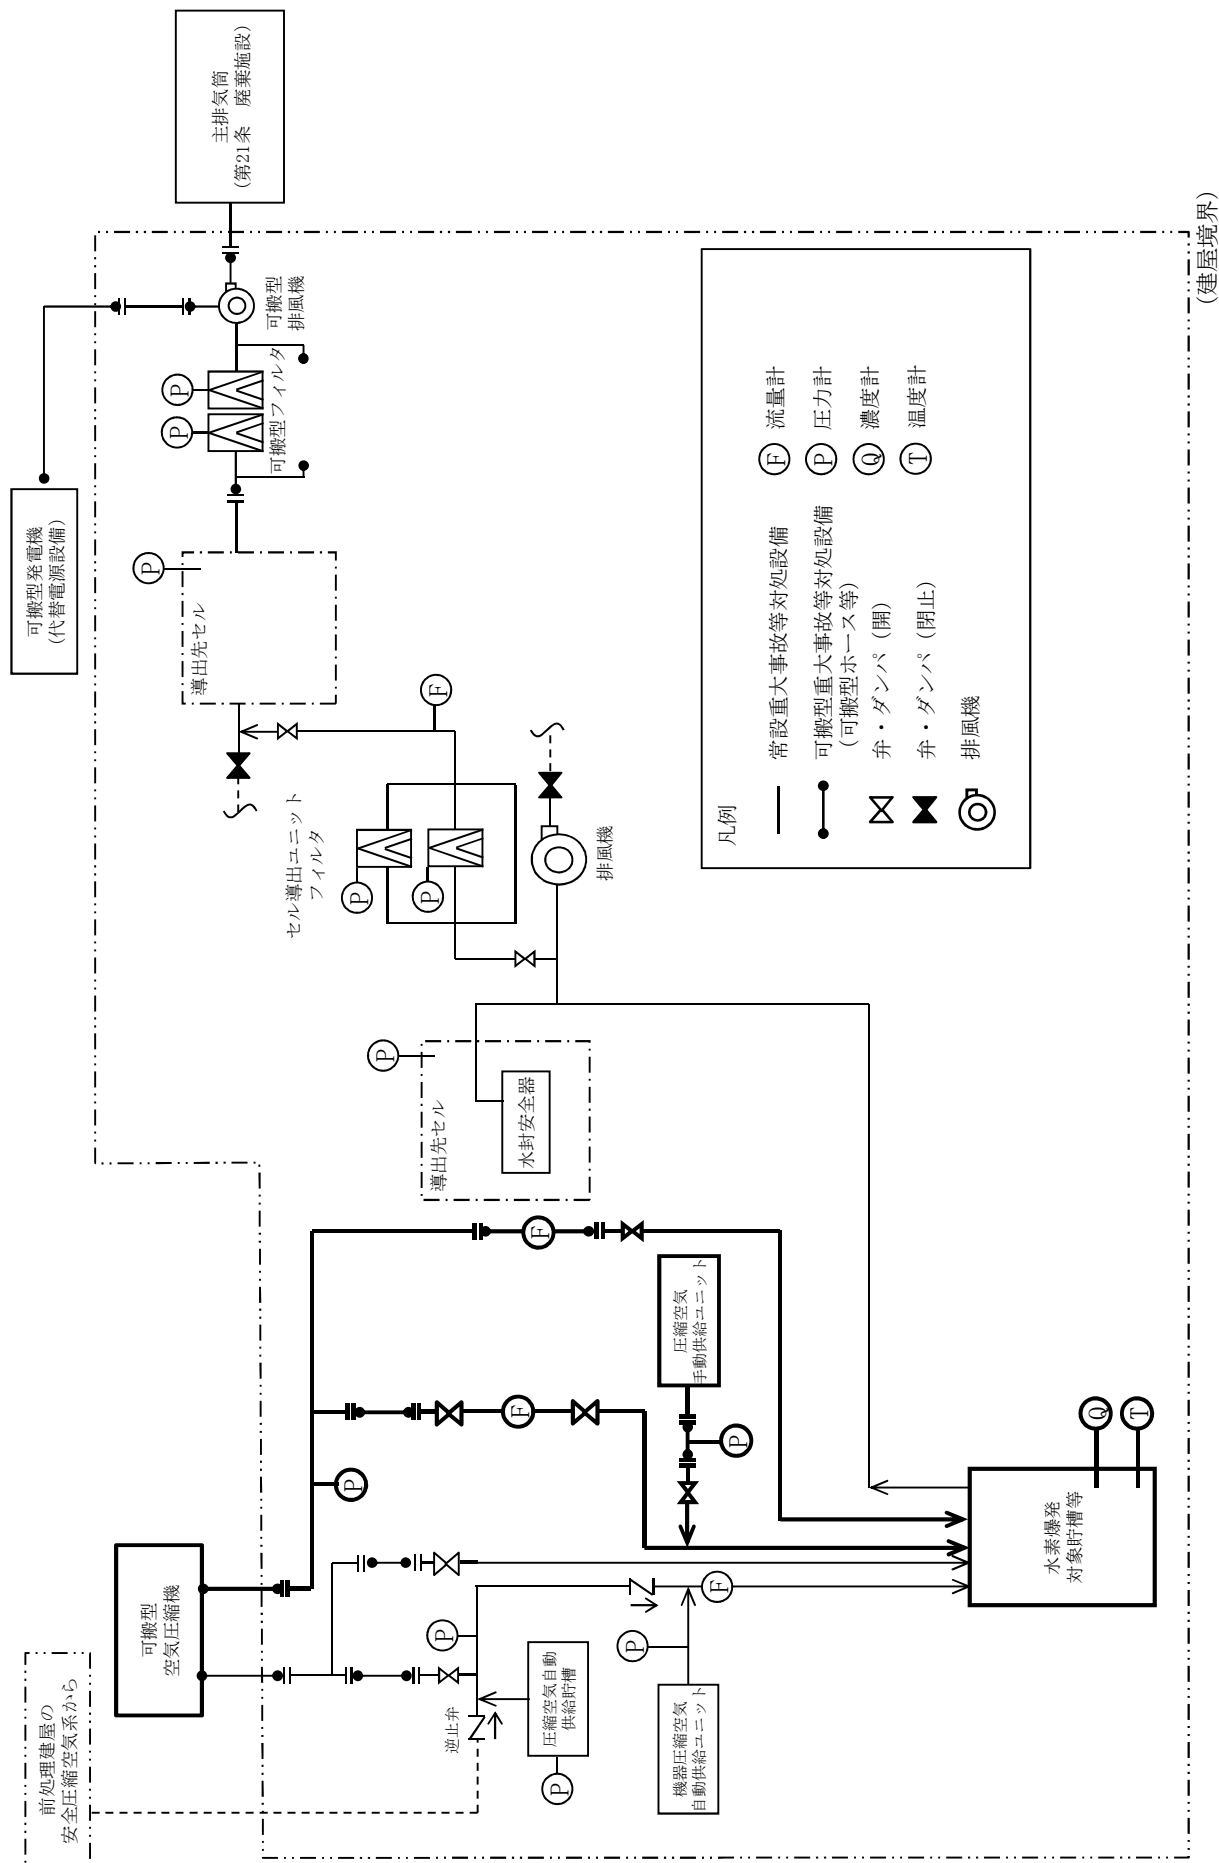 前処理建屋の
安全圧縮空気系から
可搬型発電機
(代替電源設備)
可搬型
空気圧縮機
P
導出先セル
P
P
主排気筒
(第21条　廃棄施設)
可搬型フィルタ
可搬型
排風機
セル導出ユニット
フィルタ
P
P
F
P
P
導出先セル
水封安全器
排風機
逆止弁
P
圧縮空気自動
供給貯槽
P
F
F
P
機器圧縮空気
自動供給ユニット
P
F
圧縮空気
手動供給ユニット
P
水素爆発
対象貯槽等
Q
T
凡例
常設重大事故等対処設備
F
流量計
可搬型重大事故等対処設備
(可搬型ホース等)
P
圧力計
弁・ダンパ（開）
Q
濃度計
弁・ダンパ（閉止）
T
温度計
排風機
（建屋境界）